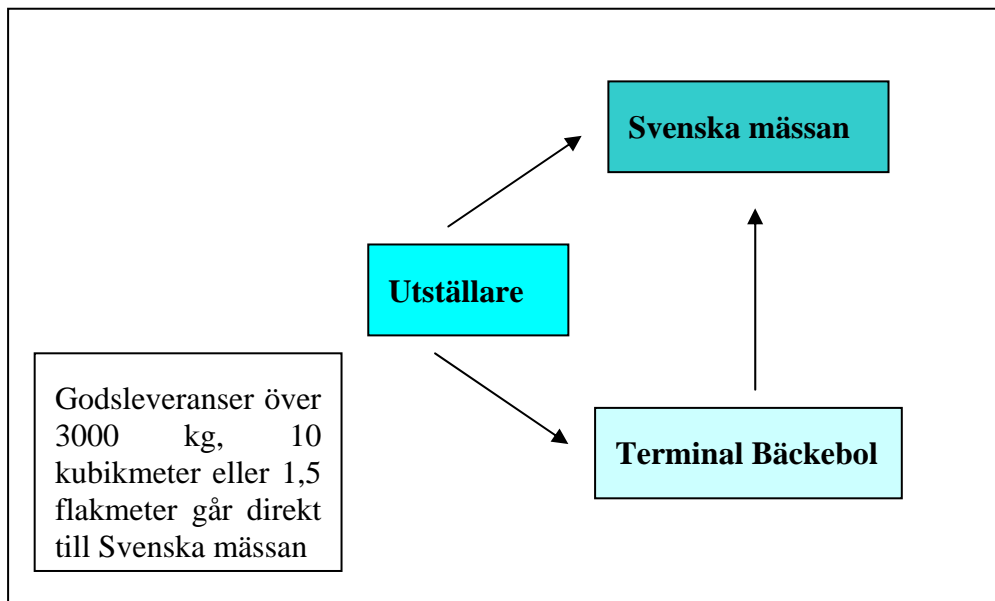 Svenska mässan
Utställare
Terminal Bäckebol
Godsleveranser över
3000 kg, 10
kubikmeter eller 1,5
flakmeter går direkt
till Svenska mässan